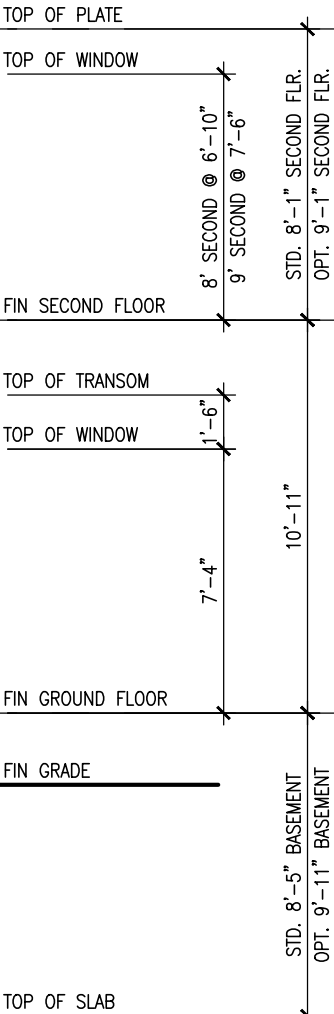 TOP OF PLATE
TOP OF WINDOW
8' SECOND @ 6'-10"
9' SECOND @ 7'-6"
STD. 8'-1" SECOND FLR.
OPT. 9'-1" SECOND FLR.
FIN SECOND FLOOR
TOP OF TRANSOM
1'-6"
TOP OF WINDOW
7'-4"
10'-11"
FIN GROUND FLOOR
FIN GRADE
STD. 8'-5" BASEMENT
OPT. 9'-11" BASEMENT
TOP OF SLAB